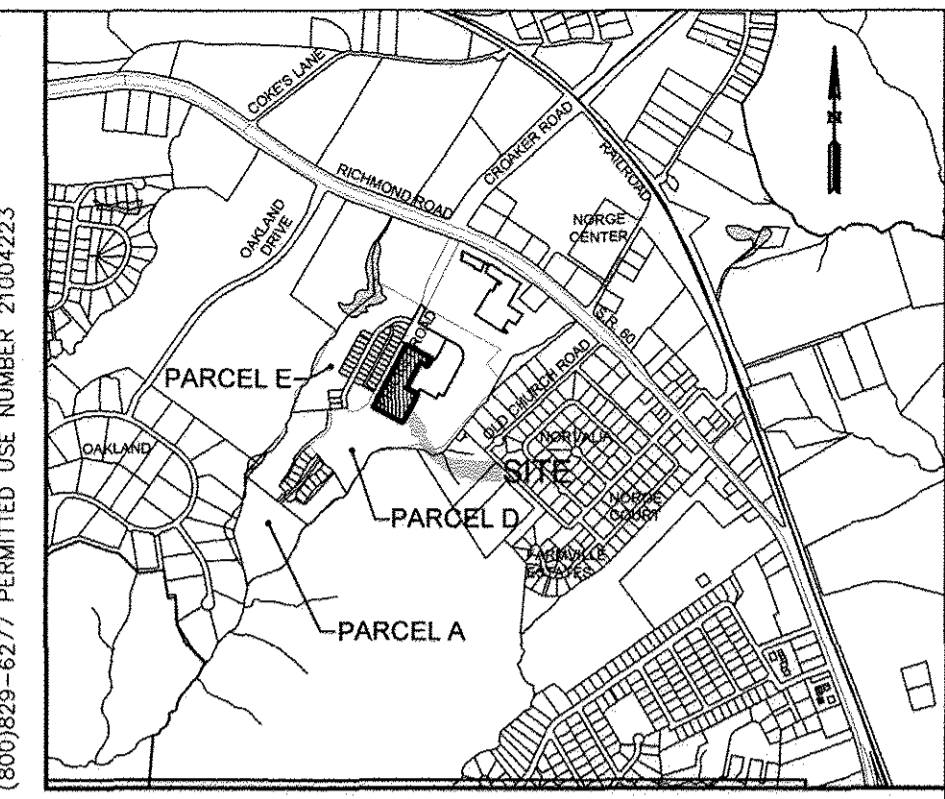 (800)829-6277 PERMITTED USE NUMBER 21004223
COKE'S LANE
CROAKER ROAD
RAILROAD
RICHMOND ROAD
N
OAKLAND
DRIVE
NORGE
CENTER
S.R. 60
ROAD
PARCEL E
OLD CHURCH ROAD
OAKLAND
NORVALIA
SITE
NORGE
COURT
PARCEL D
FARMVILLE
ESTATES
PARCEL A